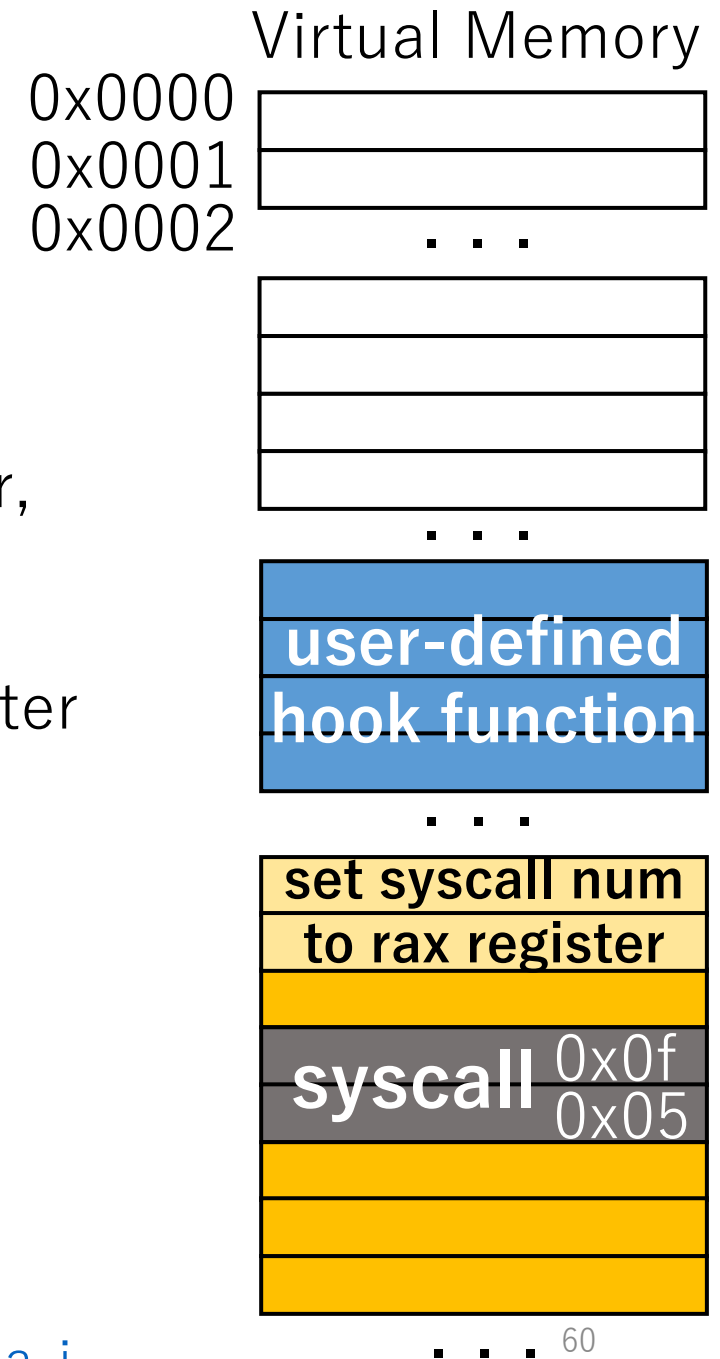 Virtual Memory
0x0000
0x0001
0x0002
. . .
r,
. . .
user-defined
ter
hook function
. . .
set syscall num
to rax register
syscall 0x0f
0x05
. . . 60